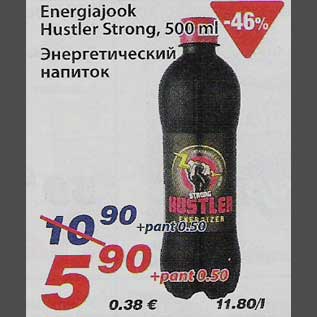 Energiajook
Hustler Strong, 500 ml
-46%
Энергетический
напиток
STRONG
HUSTLER
ENERGIZER
10 90
+pant 0.50
5 90
+pant 0.50
0.38 €
11.80/l